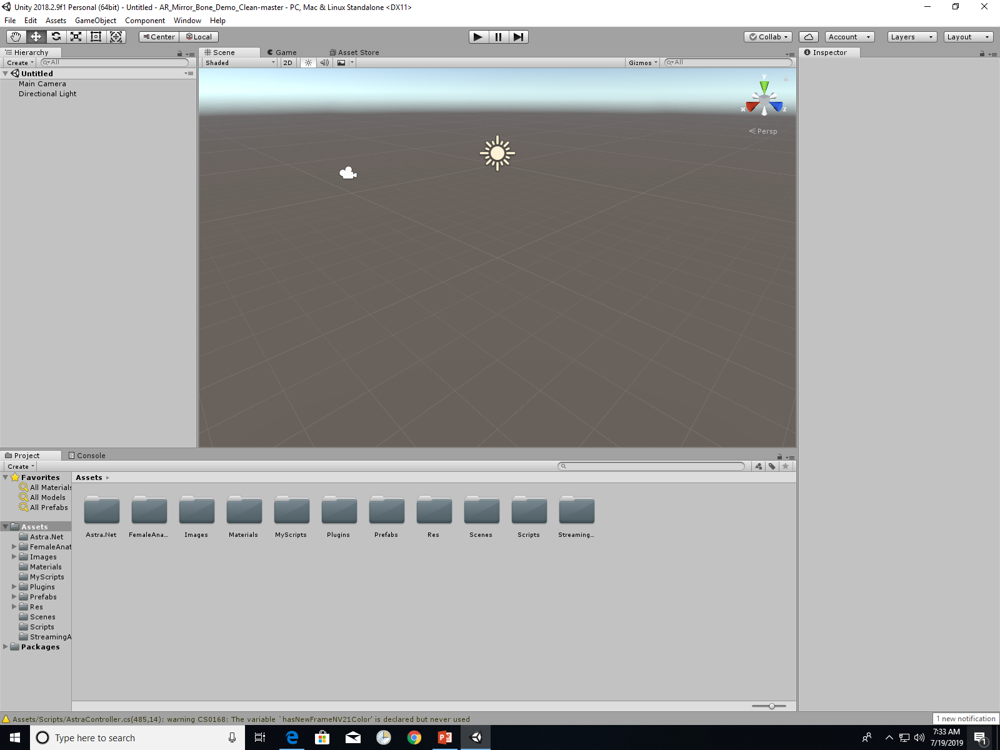 Unity 2018.2.9f1 Personal (64bit) - Untitled - AR_Mirror_Bone_Demo_Clean-master - PC, Mac & Linux Standalone <DX11>
File Edit Assets GameObject Component Window Help
Center Local Collab Account Layers Layout
Hierarchy
Create All
Untitled
Main Camera
Directional Light
Scene Game Asset Store
Shaded 2D Gizmos All
y
x z
Persp
Inspector
Project Console
Create
Favorites
All Materials
All Models
All Prefabs
Assets
Astra.Net
FemaleAnat
Images
Materials
MyScripts
Plugins
Prefabs
Res
Scenes
Scripts
StreamingA
Packages
Assets
Astra.Net FemaleAna... Images Materials MyScripts Plugins Prefabs Res Scenes Scripts Streaming...
Assets/Scripts/AstraController.cs(485,14): warning CS0168: The variable `hasNewFrameNV21Color' is declared but never used
1 new notification
Type here to search
7:33 AM
7/19/2019
1